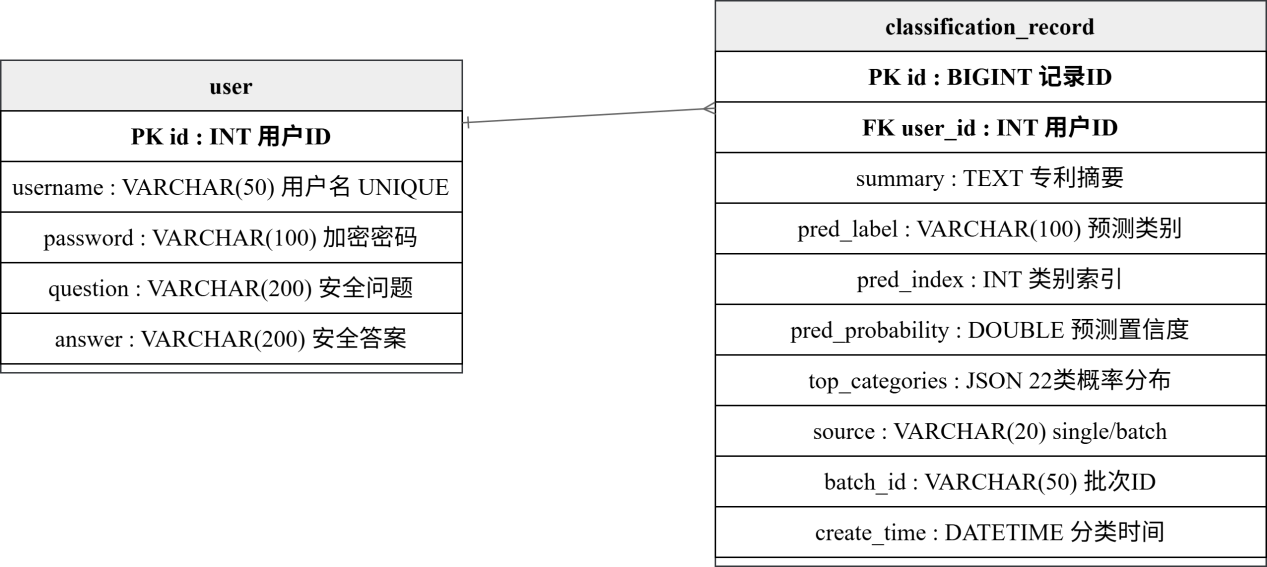 user
PK id : INT 用户ID
username : VARCHAR(50) 用户名 UNIQUE
password : VARCHAR(100) 加密密码
question : VARCHAR(200) 安全问题
answer : VARCHAR(200) 安全答案
classification_record
PK id : BIGINT 记录ID
FK user_id : INT 用户ID
summary : TEXT 专利摘要
pred_label : VARCHAR(100) 预测类别
pred_index : INT 类别索引
pred_probability : DOUBLE 预测置信度
top_categories : JSON 22类概率分布
source : VARCHAR(20) single/batch
batch_id : VARCHAR(50) 批次ID
create_time : DATETIME 分类时间